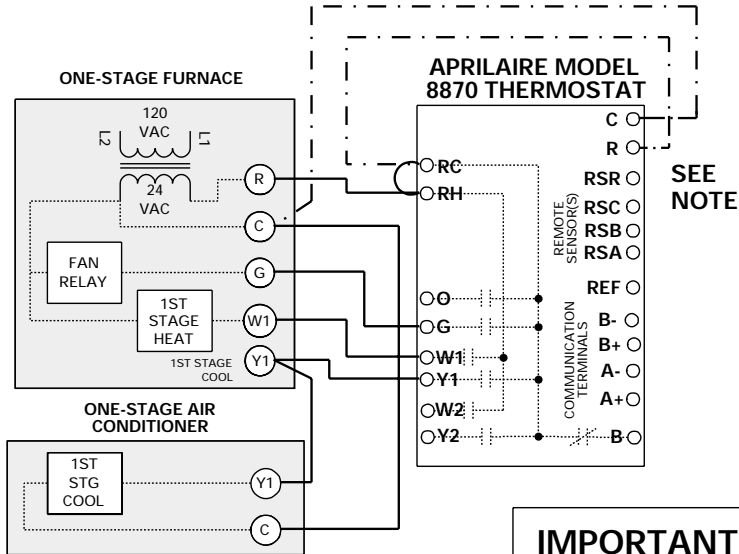 ONE-STAGE FURNACE
120
VAC
L2
L1
24
VAC
R
C
FAN
RELAY
G
1ST
STAGE
HEAT
W1
1ST STAGE
COOL
Y1
ONE-STAGE AIR
CONDITIONER
1ST
STG
COOL
Y1
C
APRILAIRE MODEL
8870 THERMOSTAT
RC
RH
O
G
W1
Y1
W2
Y2
C
R
RSR
RSC
RSB
RSA
REMOTE
SENSOR(S)
REF
B-
B+
A-
A+
COMMUNICATION
TERMINALS
B
SEE
NOTE
IMPORTANT